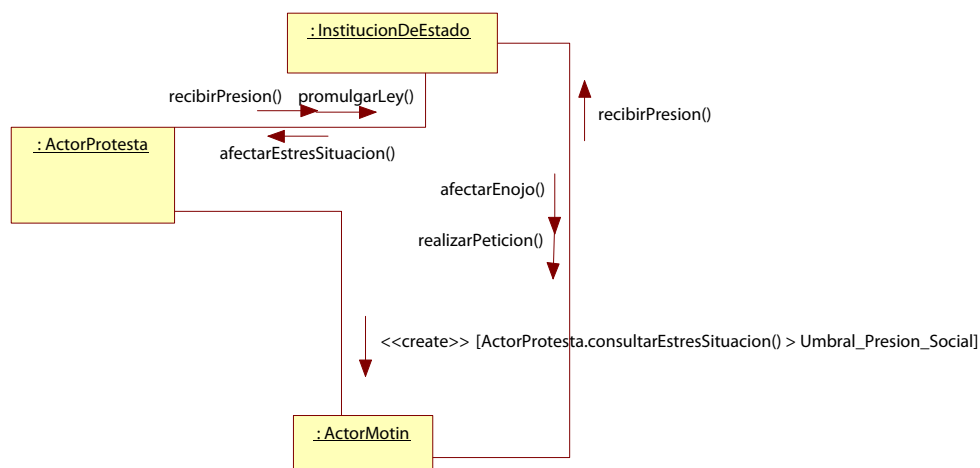 : InstitucionDeEstado
recibirPresion() promulgarLey()
recibirPresion()
: ActorProtesta
afectarEstresSituacion()
afectarEnojo()
realizarPeticion()
<<create>> [ActorProtesta.consultarEstresSituacion() > Umbral_Presion_Social]
: ActorMotin